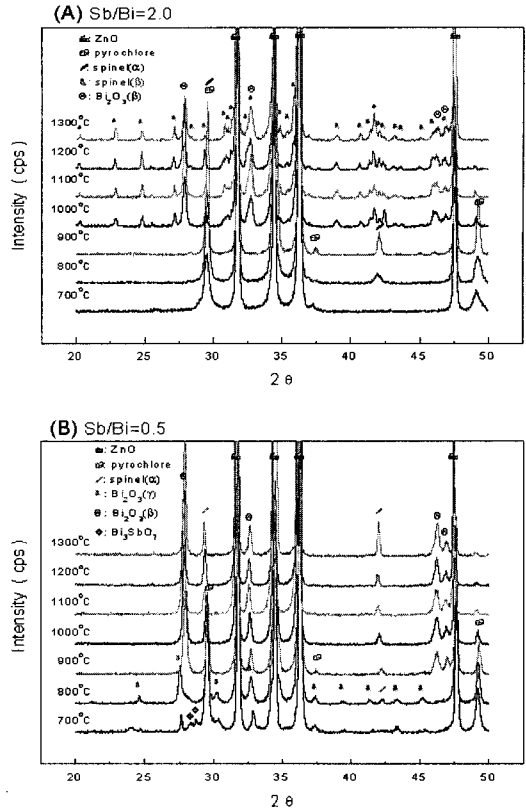 (A) Sb/Bi=2.0
ZnO
pyrochlore
spinel(α)
spinel(β)
Bi₂O₃(β)
1300°C
1200°C
1100°C
1000°C
900°C
800°C
700°C
Intensity ( cps )
20 25 30 35 40 45 50
2 θ
(B) Sb/Bi=0.5
ZnO
pyrochlore
spinel(α)
Bi₂O₃(γ)
Bi₂O₃(β)
Bi₃SbO₇
1300°C
1200°C
1100°C
1000°C
900°C
800°C
700°C
Intensity ( cps )
20 25 30 35 40 45 50
2 θ